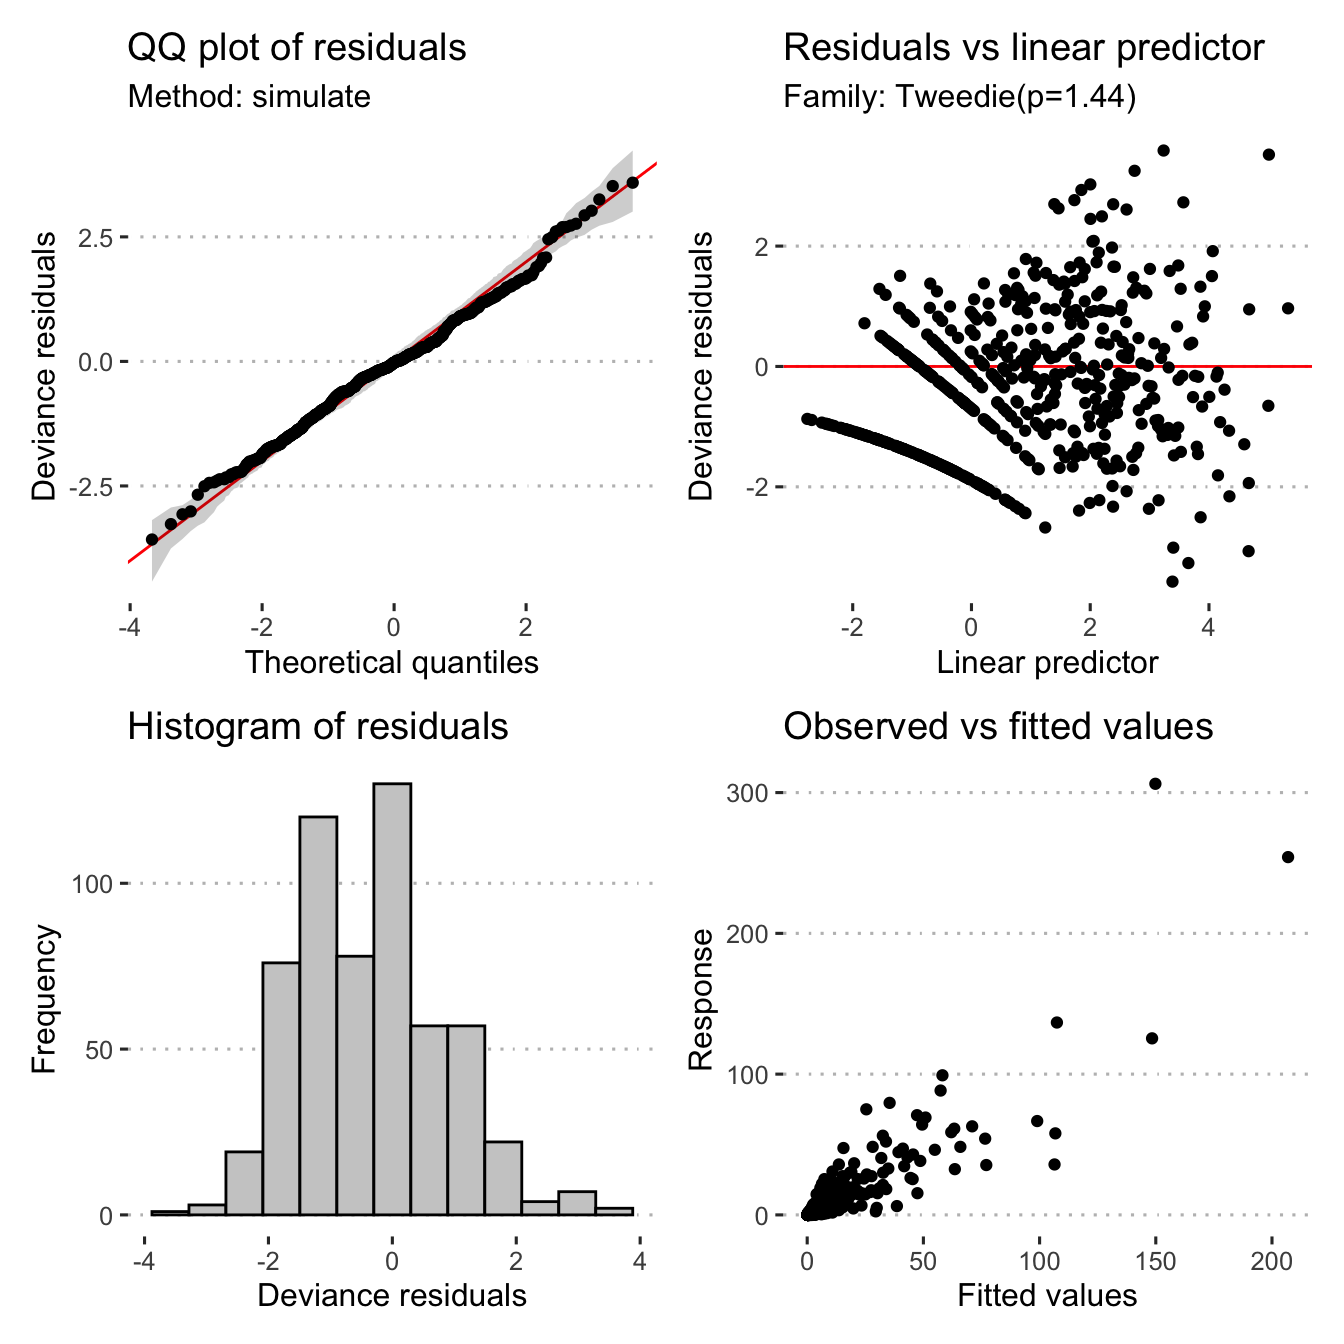 QQ plot of residuals
Method: simulate
Deviance residuals
2.5
0.0
-2.5
-4
-2
0
2
Theoretical quantiles
Residuals vs linear predictor
Family: Tweedie(p=1.44)
Deviance residuals
2
0
-2
-2
0
2
4
Linear predictor
Histogram of residuals
Frequency
100
50
0
-4
-2
0
2
4
Deviance residuals
Observed vs fitted values
Response
300
200
100
0
0
50
100
150
200
Fitted values